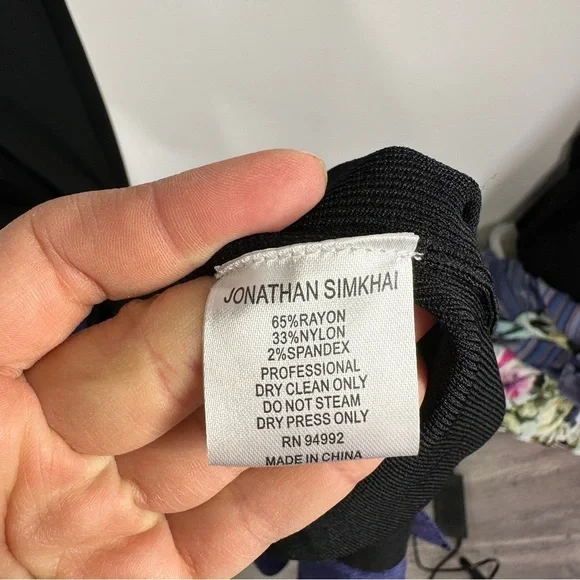 JONATHAN SIMKHAI
65%RAYON
33%NYLON
2%SPANDEX
PROFESSIONAL
DRY CLEAN ONLY
DO NOT STEAM
DRY PRESS ONLY
RN 94992
MADE IN CHINA